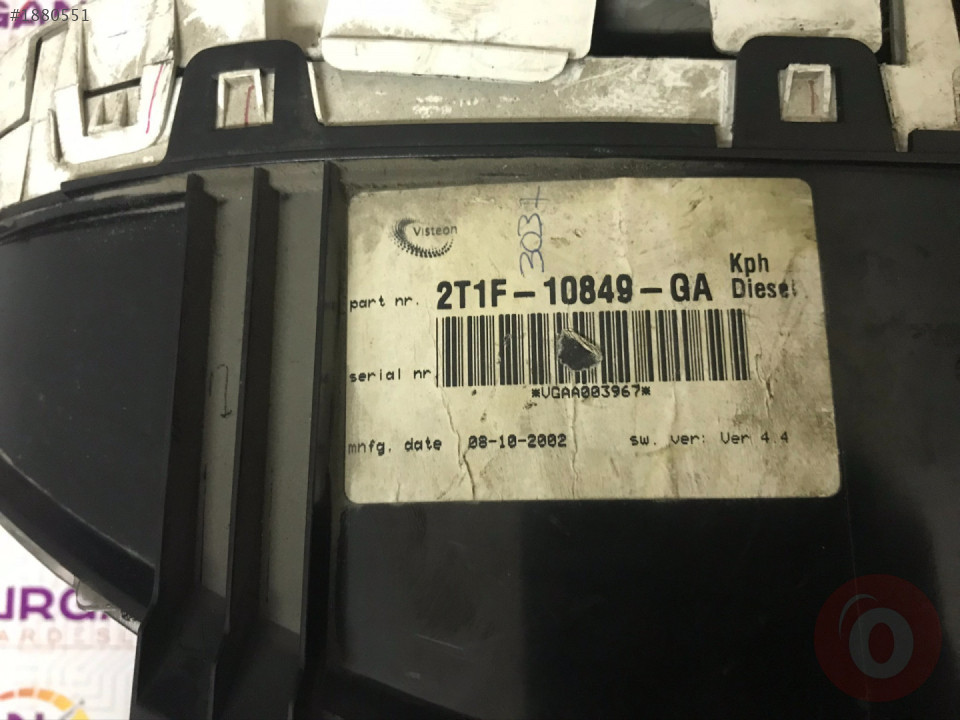 #1880551
Visteon
3037
part nr. 2T1F-10849-GA Kph
Diesel
serial nr.
*VGAA003967*
mnfg. date 08-10-2002 sw. ver: Ver 4.4